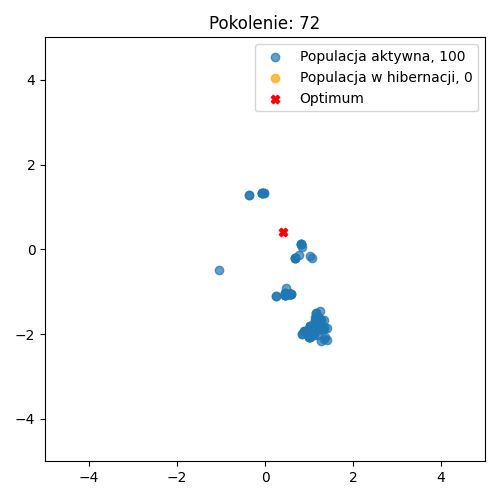 Pokolenie: 72
Populacja aktywna, 100
Populacja w hibernacji, 0
Optimum
4
2
0
−2
−4
−4 −2 0 2 4